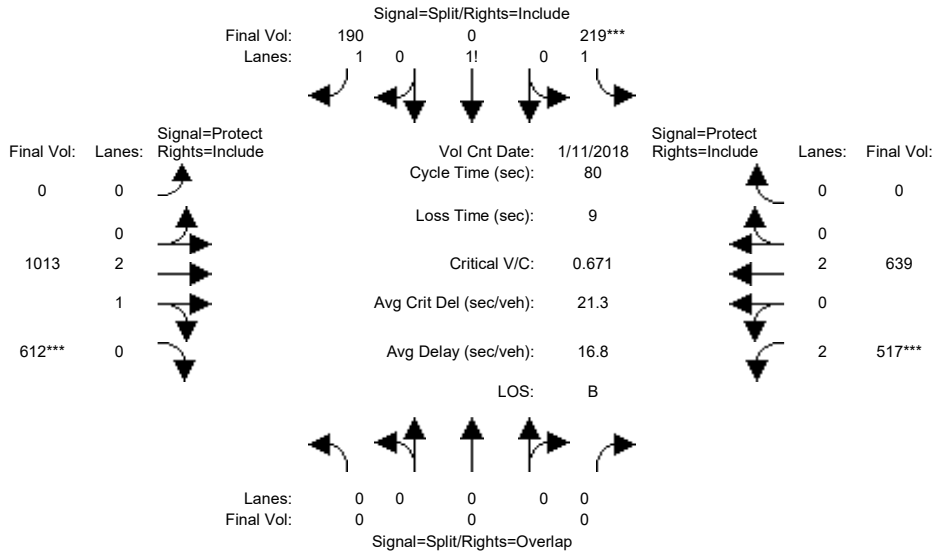 Signal=Split/Rights=Include
Final Vol: 190 0 219***
Lanes: 1 0 1! 0 1
Signal=Protect Signal=Protect
Final Vol: Lanes: Rights=Include Vol Cnt Date: 1/11/2018 Rights=Include Lanes: Final Vol:
Cycle Time (sec): 80
0 0 0 0
Loss Time (sec): 9
0 0
1013 2 Critical V/C: 0.671 2 639
1 Avg Crit Del (sec/veh): 21.3 0
612*** 0 Avg Delay (sec/veh): 16.8 2 517***
LOS: B
Lanes: 0 0 0 0 0
Final Vol: 0 0 0
Signal=Split/Rights=Overlap